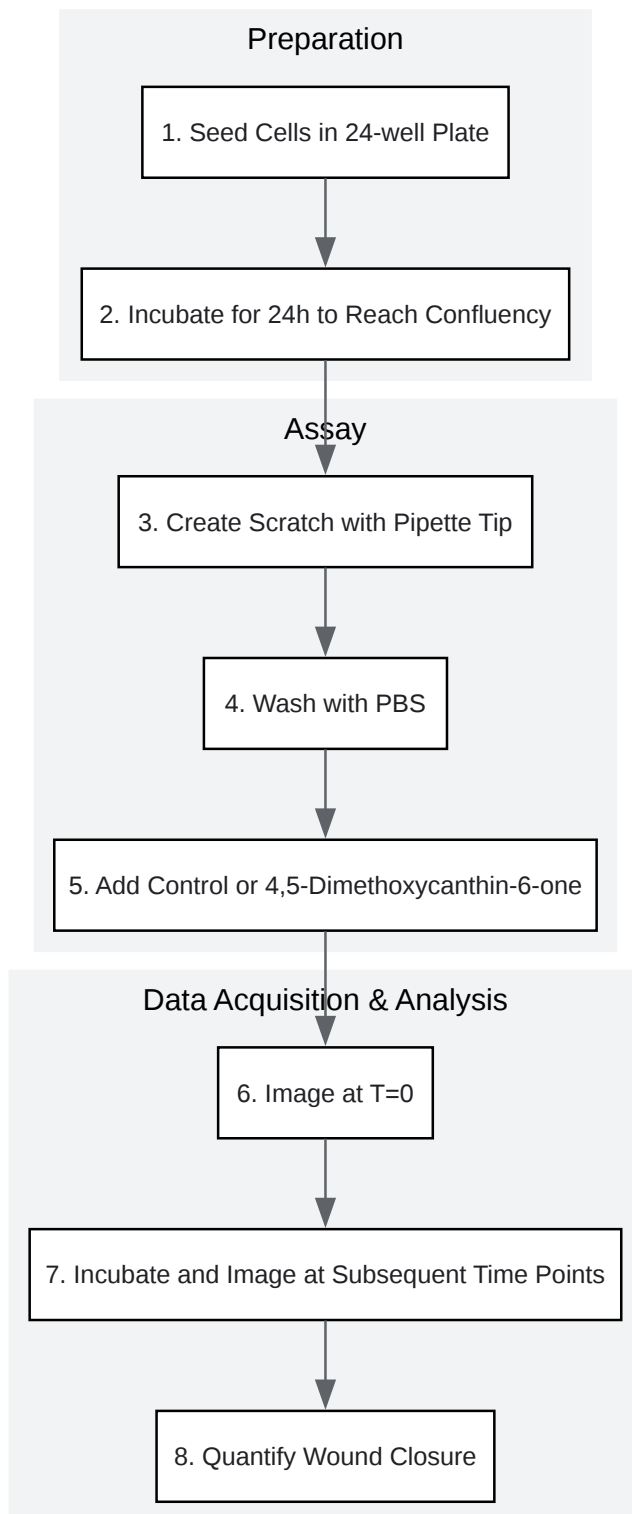 Preparation
1. Seed Cells in 24-well Plate
2. Incubate for 24h to Reach Confluency
Assay
3. Create Scratch with Pipette Tip
4. Wash with PBS
5. Add Control or 4,5-Dimethoxycanthin-6-one
Data Acquisition & Analysis
6. Image at T=0
7. Incubate and Image at Subsequent Time Points
8. Quantify Wound Closure